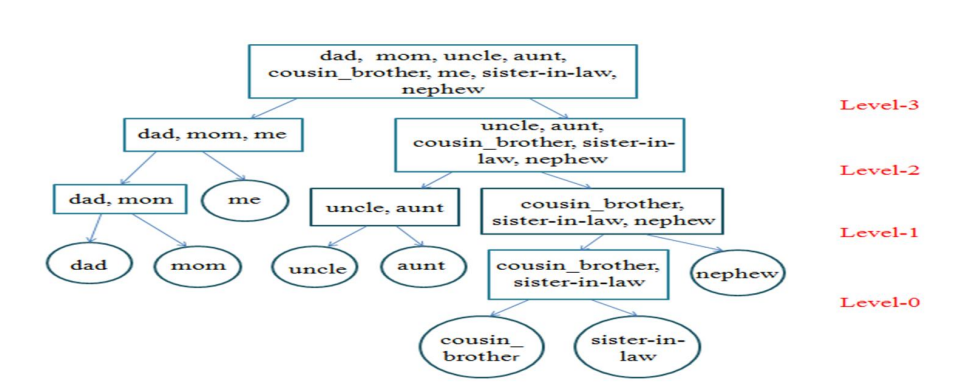 dad, mom, uncle, aunt,
cousin_brother, me, sister-in-law,
nephew
Level-3
dad, mom, me
uncle, aunt,
cousin_brother, sister-in-
law, nephew
Level-2
dad, mom
me
uncle, aunt
cousin_brother,
sister-in-law, nephew
Level-1
dad
mom
uncle
aunt
cousin_brother,
sister-in-law
nephew
Level-0
cousin_
brother
sister-in-
law